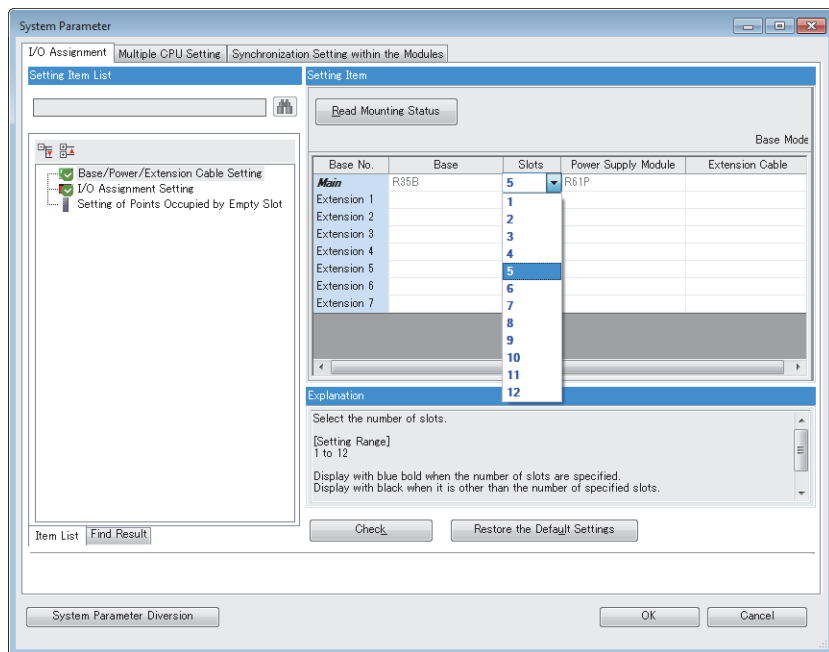 System Parameter
I/O Assignment Multiple CPU Setting Synchronization Setting within the Modules
Setting Item List
Setting Item
Read Mounting Status
Base Mode
Base No. Base Slots Power Supply Module Extension Cable
Main R35B 5 R61P
Extension 1
Extension 2
Extension 3
Extension 4
Extension 5
Extension 6
Extension 7
1
2
3
4
5
6
7
8
9
10
11
12
Base/Power/Extension Cable Setting
I/O Assignment Setting
Setting of Points Occupied by Empty Slot
Explanation
Select the number of slots.
[Setting Range]
1 to 12
Display with blue bold when the number of slots are specified.
Display with black when it is other than the number of specified slots.
Item List Find Result
Check Restore the Default Settings
System Parameter Diversion OK Cancel